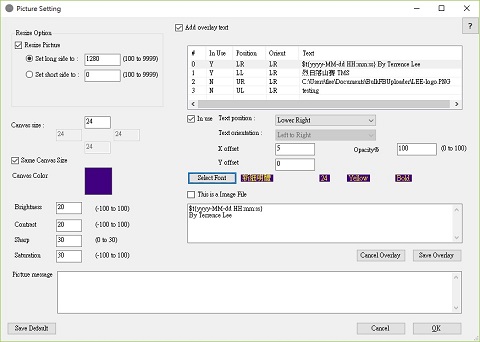 Picture Setting
?
Resize Option
Resize Picture
Set long side to : 1280 (100 to 9999)
Set short side to : 0 (100 to 9999)
Canvas size : 24
24 24
24
Same Canvas Size
Canvas Color
Brightness 20 (-100 to 100)
Contract 20 (-100 to 100)
Sharp 30 (0 to 30)
Saturation 30 (-100 to 100)
Add overlay text
# In Use Position Orient Text
0 Y LR LR $t{yyyy-MM-dd HH:mm:ss} By Terrence Lee
1 Y LL LR 烈日落山賽 TMS
2 N UR LR C:\Users\tlee\Documents\BulkFBUploader\LEE-logo.PNG
3 N UL LR testing
In use Text position : Lower Right
Text orientation : Left to Right
X offset 5 Opacity% 100 (0 to 100)
Y offset 0
Select Font 新細明體 24 Yellow Bold
This is a Image File
$t{yyyy-MM-dd HH:mm:ss}
By Terrence Lee
Cancel Overlay Save Overlay
Picture message
Save Default Cancel OK